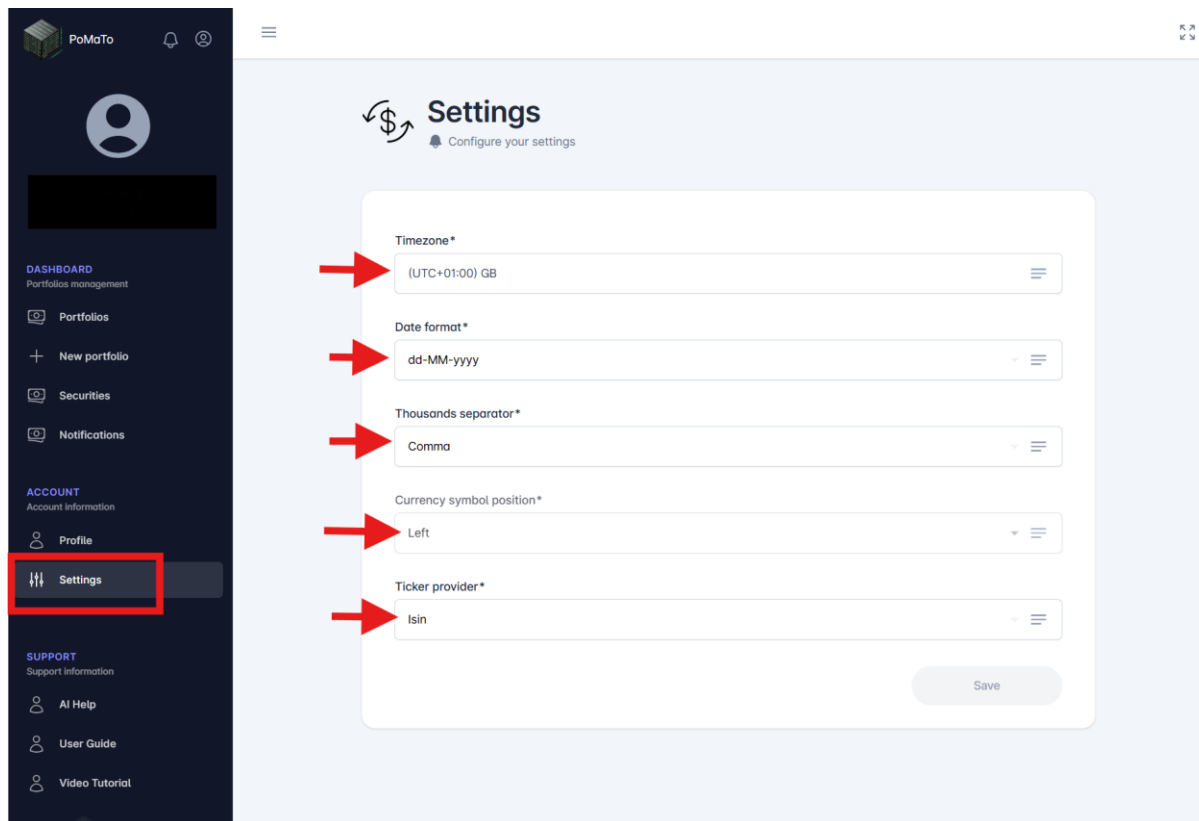 PoMaTo
Settings
Configure your settings
DASHBOARD
Portfolios management
Portfolios
New portfolio
Securities
Notifications
ACCOUNT
Account information
Profile
Settings
SUPPORT
Support information
AI Help
User Guide
Video Tutorial
Timezone*
(UTC+01:00) GB
Date format*
dd-MM-yyyy
Thousands separator*
Comma
Currency symbol position*
Left
Ticker provider*
Isin
Save